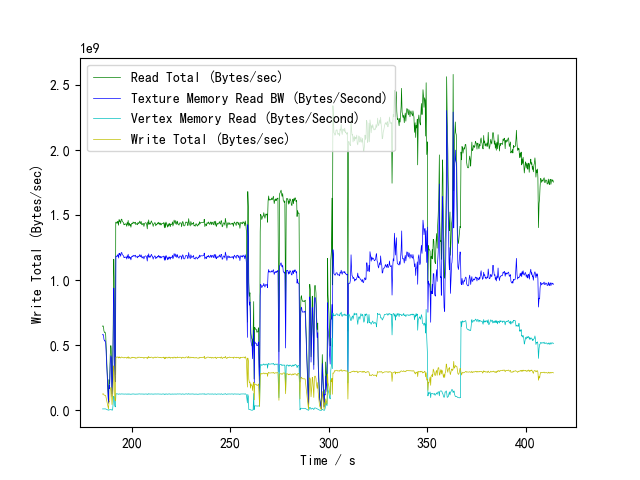 1e9
Read Total (Bytes/sec)
Texture Memory Read BW (Bytes/Second)
Vertex Memory Read (Bytes/Second)
Write Total (Bytes/sec)
Write Total (Bytes/sec)
2.5
2.0
1.5
1.0
0.5
0.0
200 250 300 350 400
Time / s